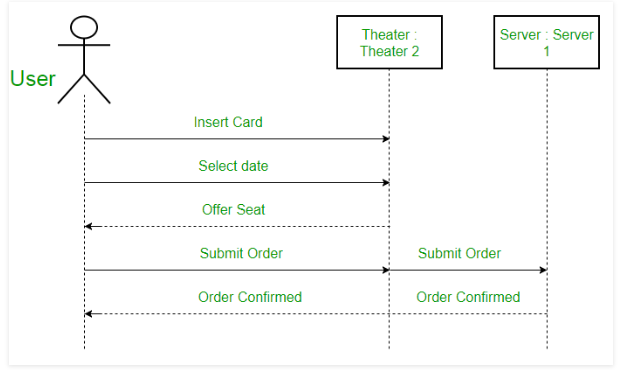 Theater :
Theater 2
Server : Server
1
User
Insert Card
Select date
Offer Seat
Submit Order
Submit Order
Order Confirmed
Order Confirmed